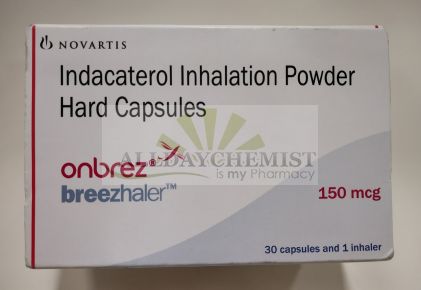 NOVARTIS
Indacaterol Inhalation Powder
Hard Capsules
ALLDAYCHEMIST
is my Pharmacy
onbrez®
breezhaler™
150 mcg
30 capsules and 1 inhaler